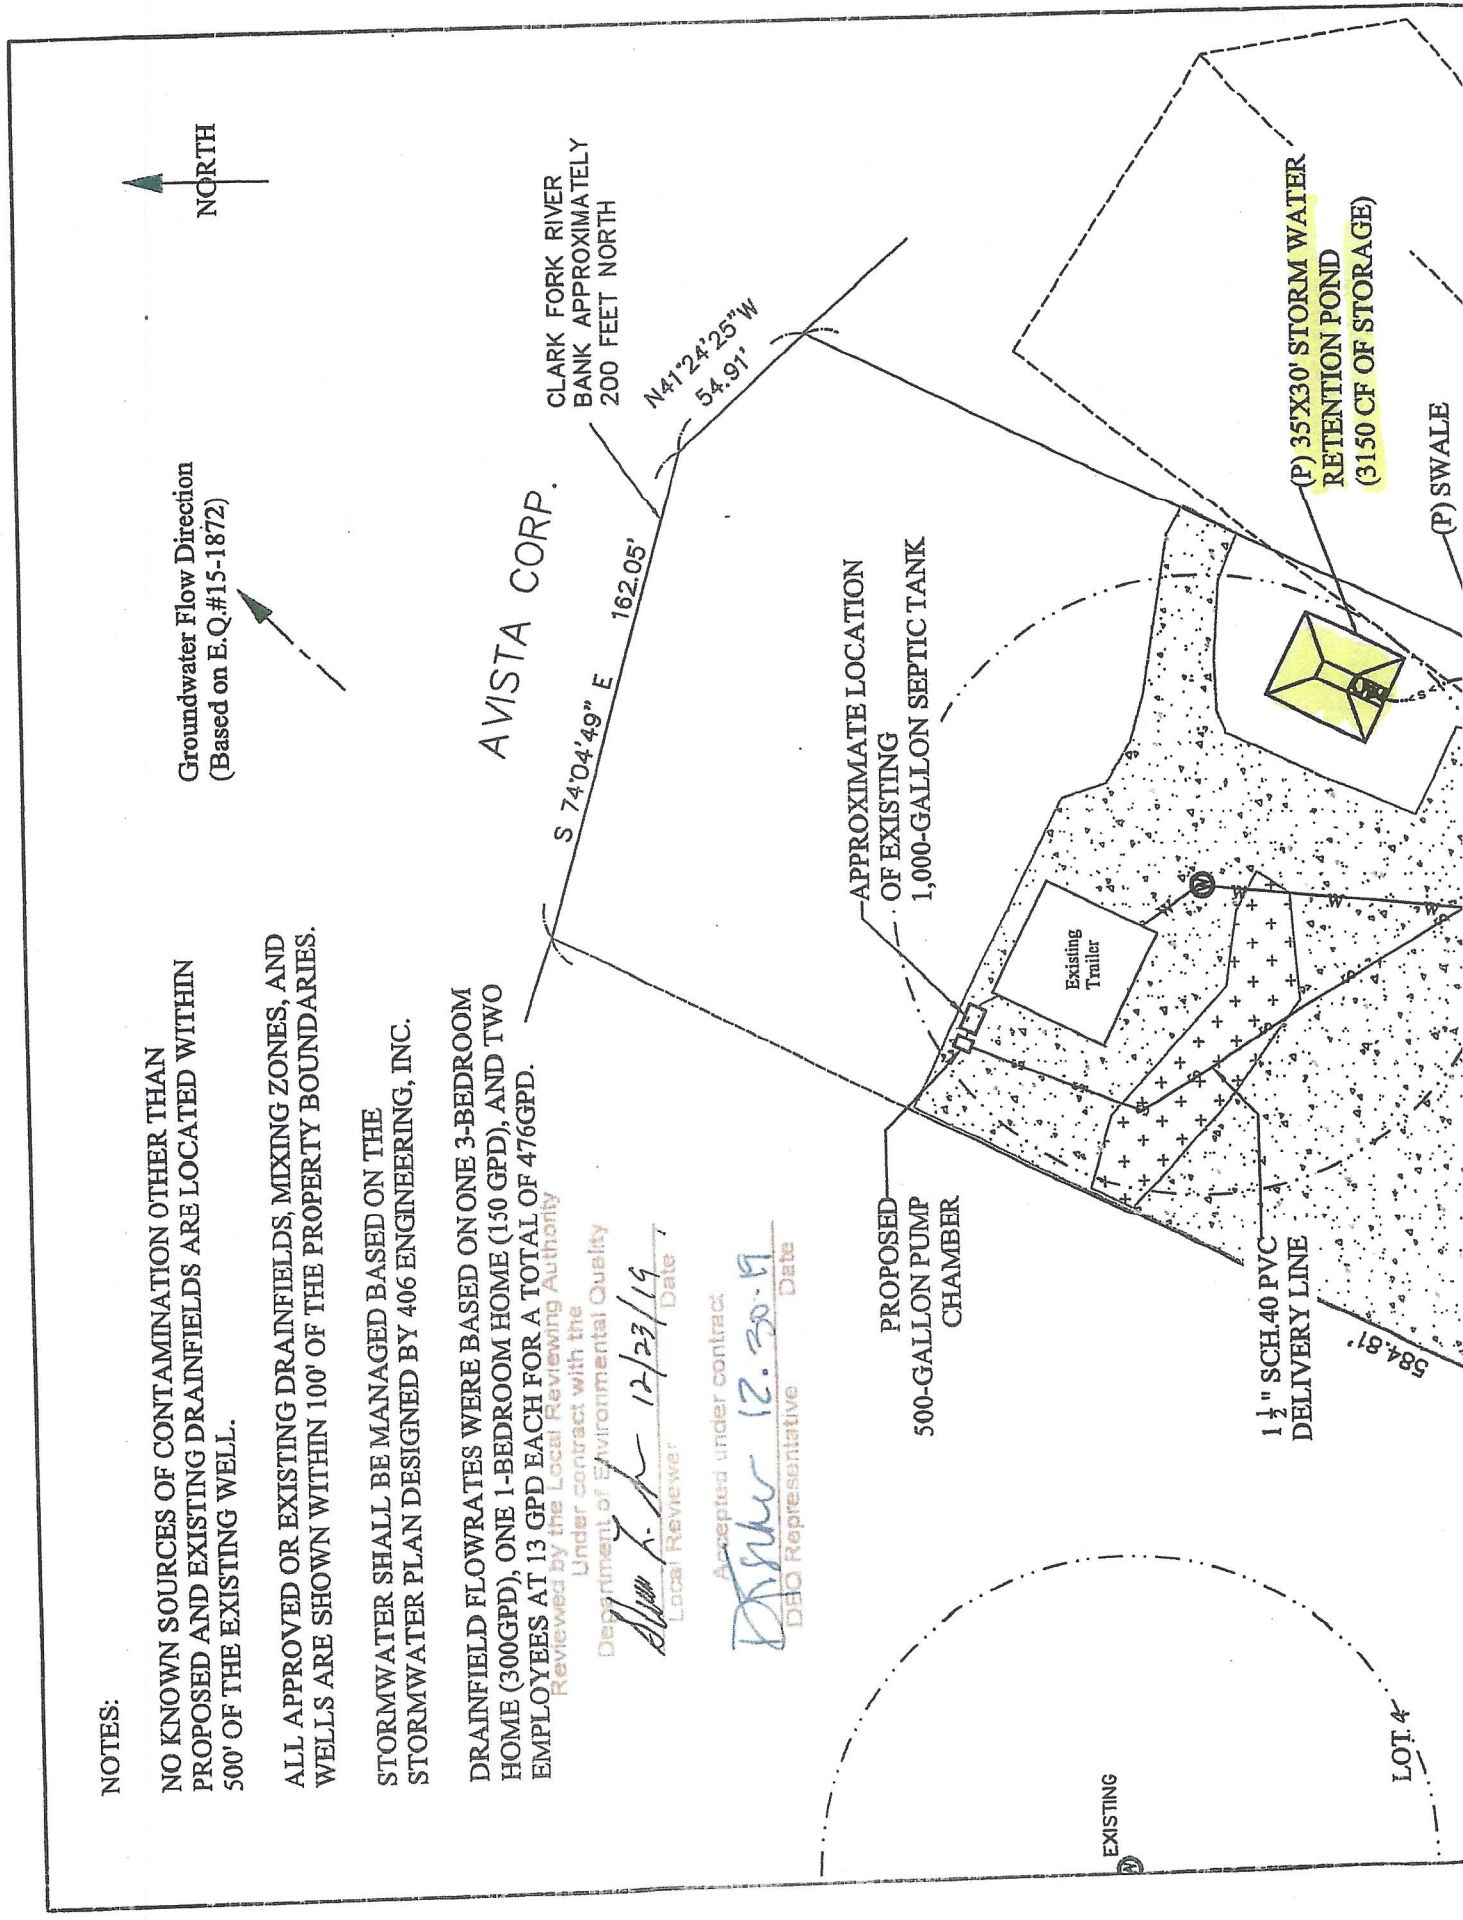 NOTES:
NO KNOWN SOURCES OF CONTAMINATION OTHER THAN
PROPOSED AND EXISTING DRAINFIELDS ARE LOCATED WITHIN
500' OF THE EXISTING WELL.
ALL APPROVED OR EXISTING DRAINFIELDS, MIXING ZONES, AND
WELLS ARE SHOWN WITHIN 100' OF THE PROPERTY BOUNDARIES.
STORMWATER SHALL BE MANAGED BASED ON THE
STORMWATER PLAN DESIGNED BY 406 ENGINEERING, INC.
DRAINFIELD FLOWRATES WERE BASED ON ONE 3-BEDROOM
HOME (300GPD), ONE 1-BEDROOM HOME (150 GPD), AND TWO
EMPLOYEES AT 13 GPD EACH FOR A TOTAL OF 476GPD.
Reviewed by the Local Reviewing Authority
Under contract with the
Department of Environmental Quality
12/23/19
Local Reviewer Date
Accepted under contract
12.30.19
DEQ Representative Date
Groundwater Flow Direction
(Based on E.Q.#15-1872)
NORTH
AVISTA CORP.
S 74°04'49" E 162.05'
CLARK FORK RIVER
BANK APPROXIMATELY
200 FEET NORTH
N41°24'25"W
54.91'
APPROXIMATE LOCATION
OF EXISTING
1,000-GALLON SEPTIC TANK
Existing
Trailer
W
W
W
W
W
S
S
S
S
S
PROPOSED
500-GALLON PUMP
CHAMBER
1 1/2" SCH.40 PVC
DELIVERY LINE
584.81'
(P) 35'X30' STORM WATER
RETENTION POND
(3150 CF OF STORAGE)
(P) SWALE
EXISTING
W
LOT 4